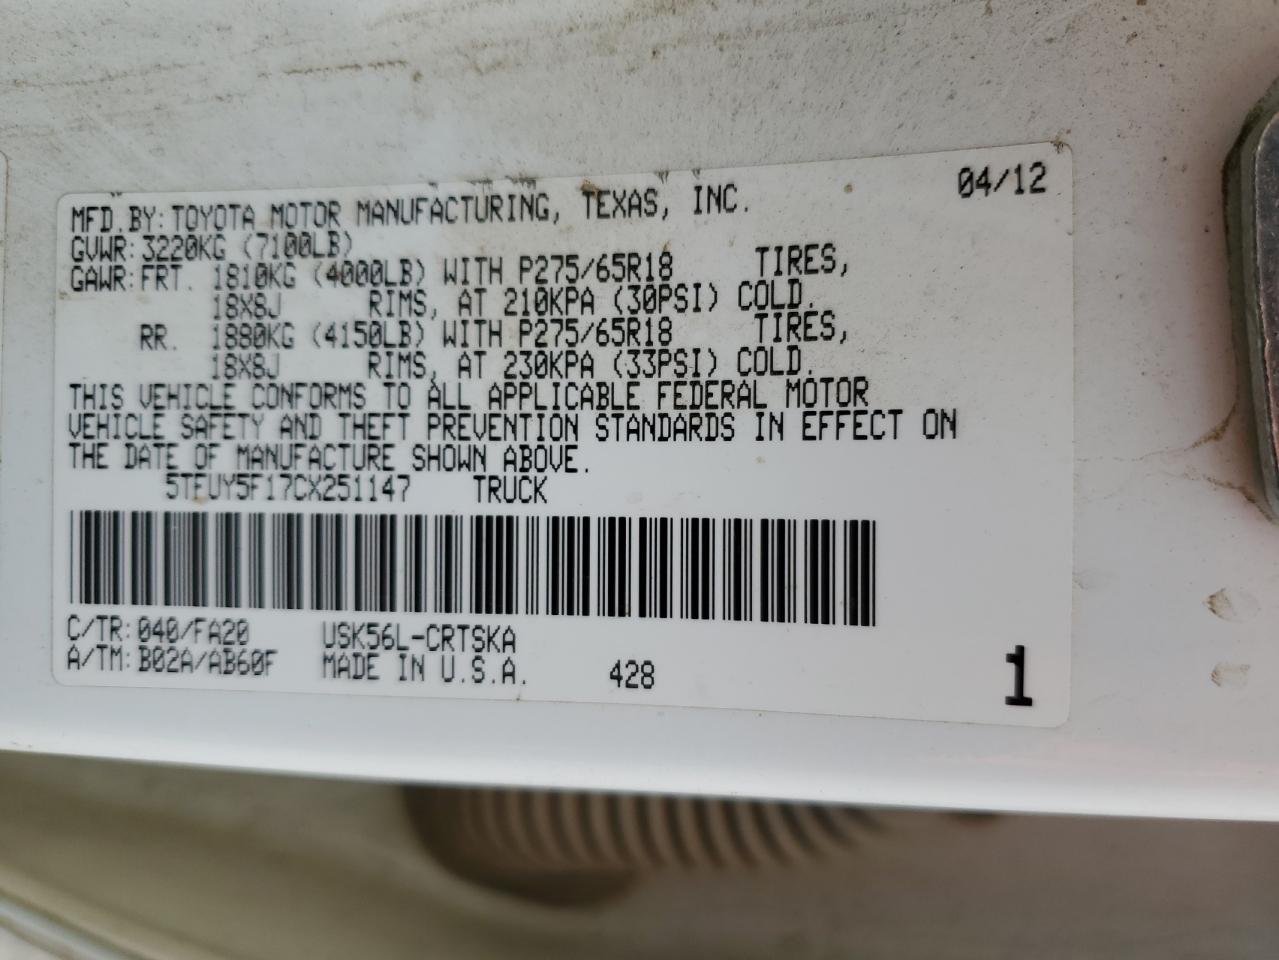 04/12
MFD.BY: TOYOTA MOTOR MANUFACTURING, TEXAS, INC.
GVWR: 3220KG (7100LB)
GAWR: FRT. 1810KG (4000LB) WITH P275/65R18 TIRES,
18X8J RIMS, AT 210KPA (30PSI) COLD.
RR. 1880KG (4150LB) WITH P275/65R18 TIRES,
18X8J RIMS, AT 230KPA (33PSI) COLD.
THIS VEHICLE CONFORMS TO ALL APPLICABLE FEDERAL MOTOR
VEHICLE SAFETY AND THEFT PREVENTION STANDARDS IN EFFECT ON
THE DATE OF MANUFACTURE SHOWN ABOVE.
5TFUY5F17CX251147 TRUCK
C/TR: 040/FA20 USK56L-CRTSKA
A/TM: B02A/AB60F MADE IN U.S.A. 428 1